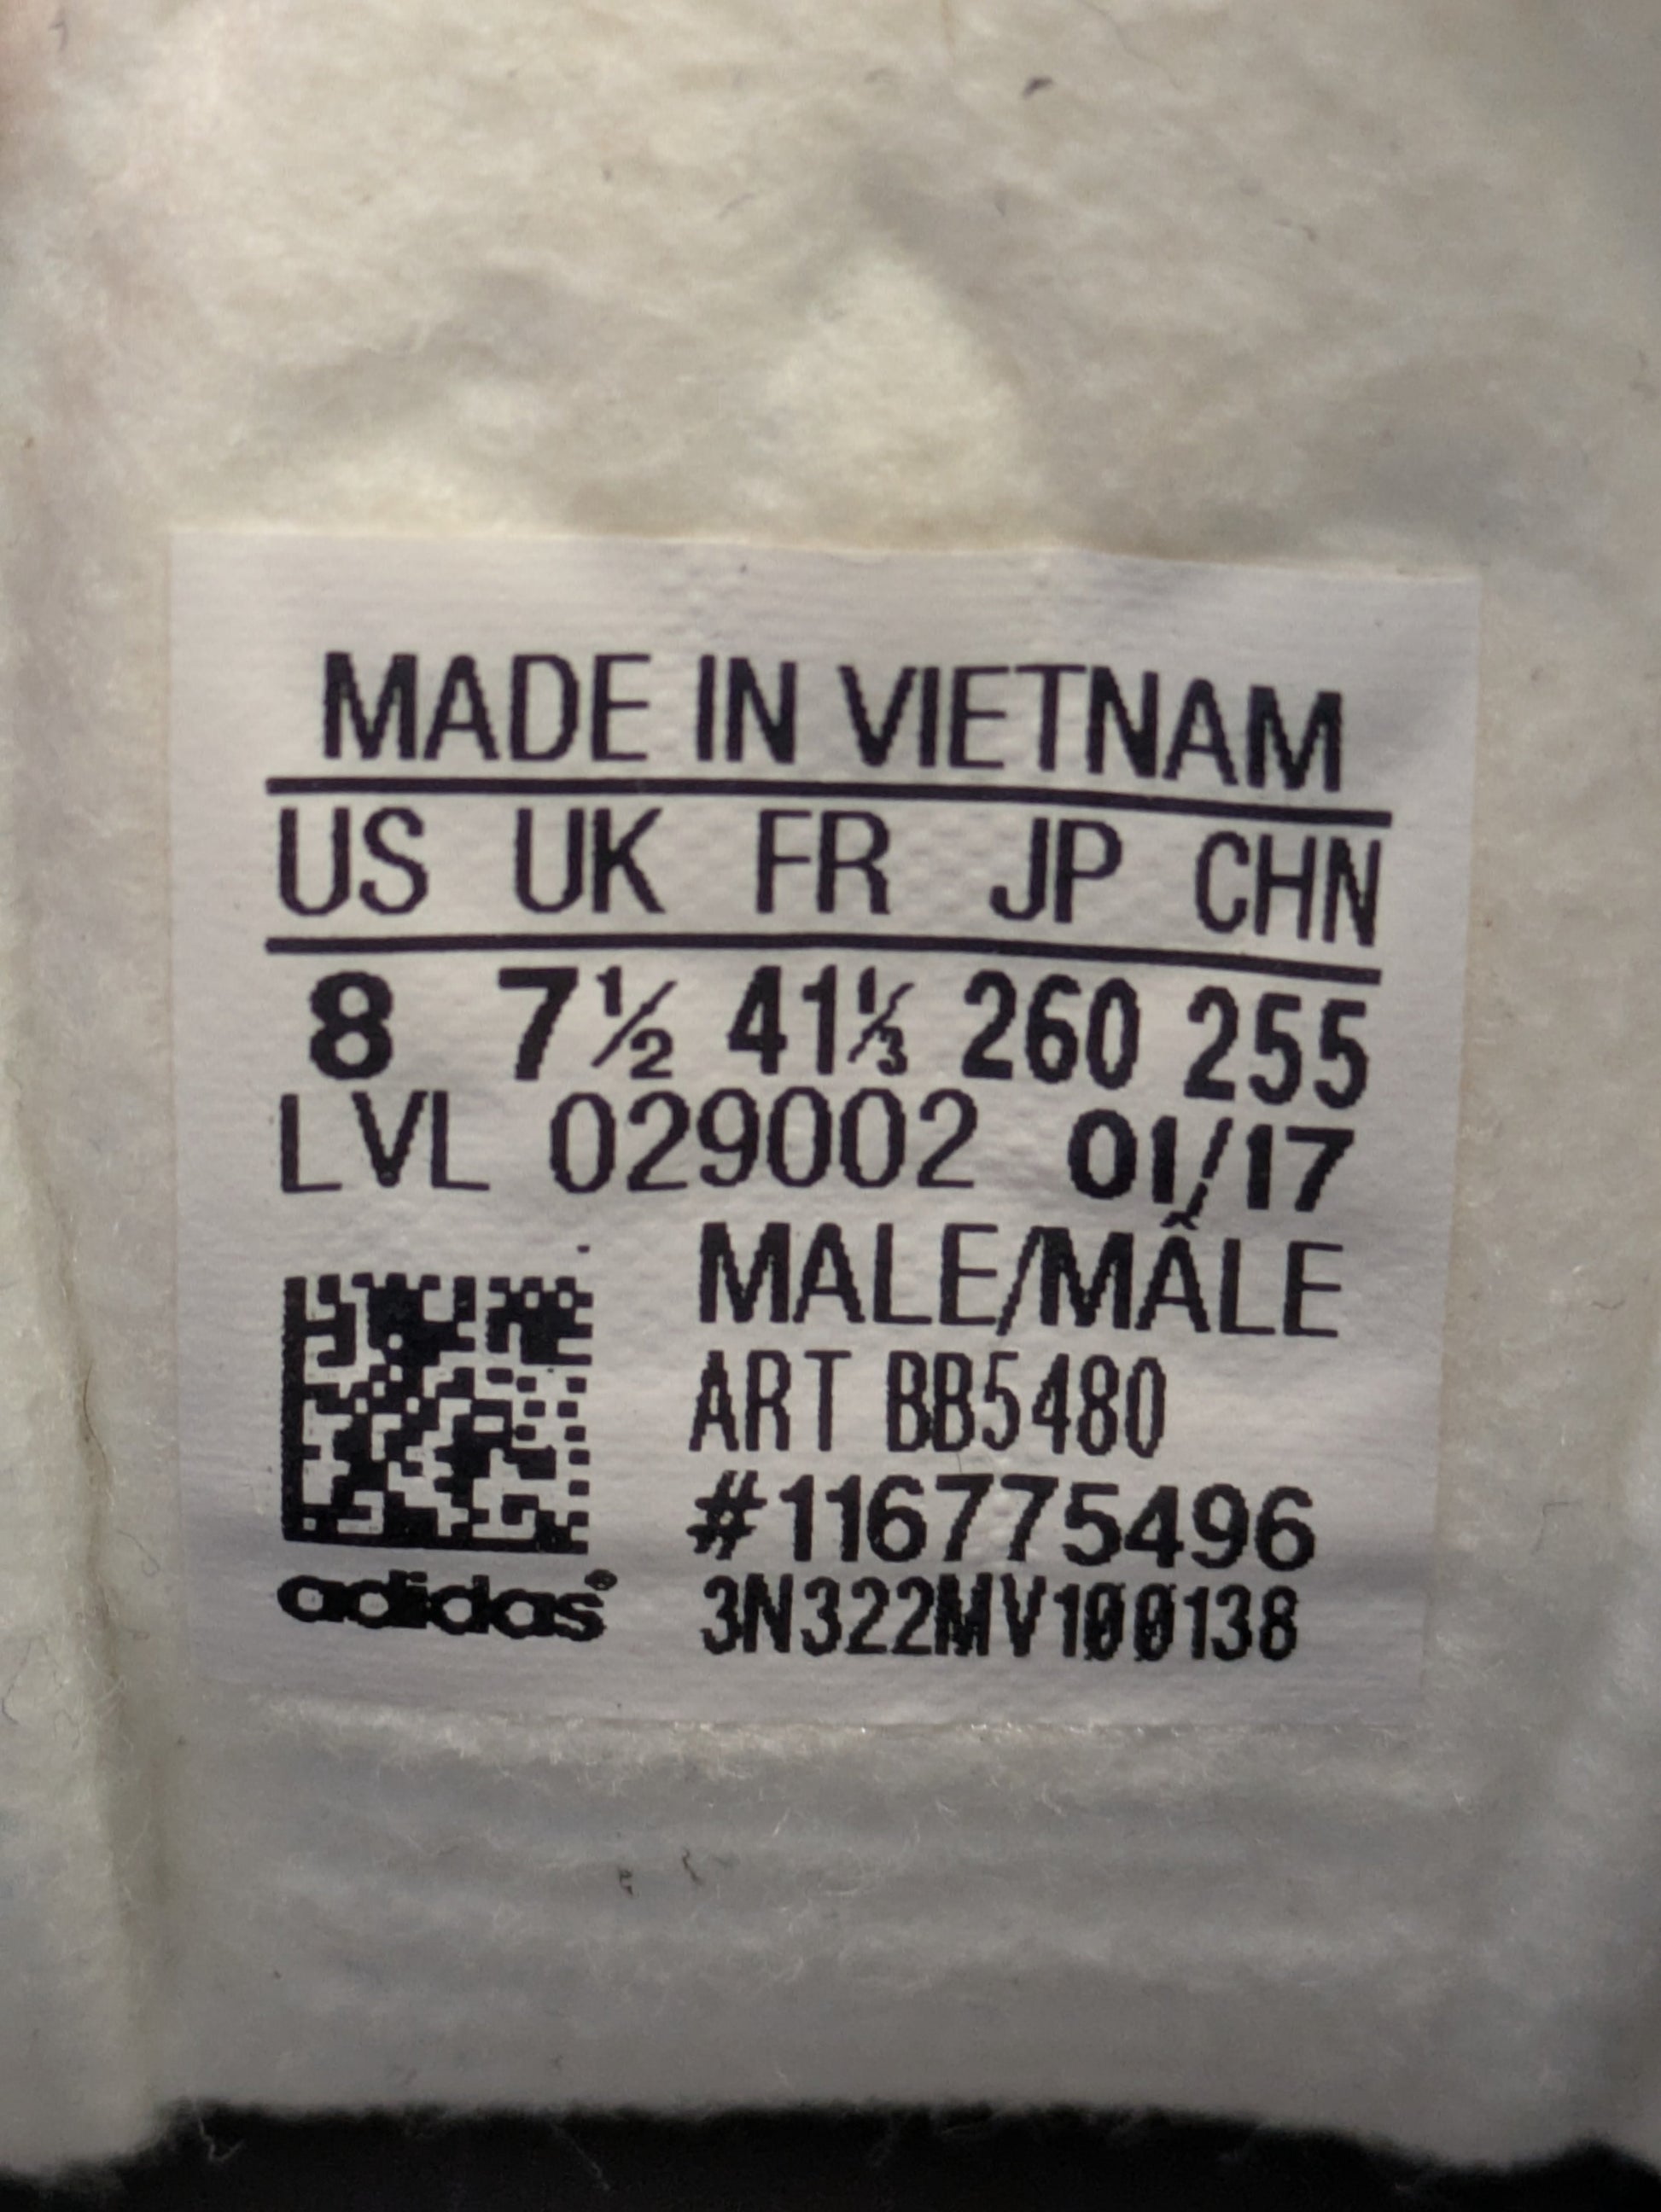 MADE IN VIETNAM
US UK FR JP CHN
8 7½ 41⅓ 260 255
LVL 029002 01/17
MALE/MÂLE
ART BB5480
#116775496
adidas® 3N322MV100138